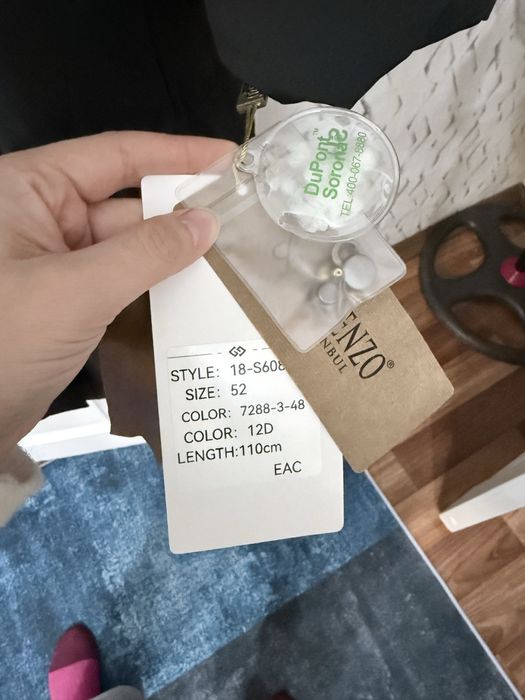 DuPont™
Sorona
TEL:400-067-8880
ENZO®
NBUL
STYLE: 18-S608
SIZE: 52
COLOR: 7288-3-48
COLOR: 12D
LENGTH:110cm
EAC